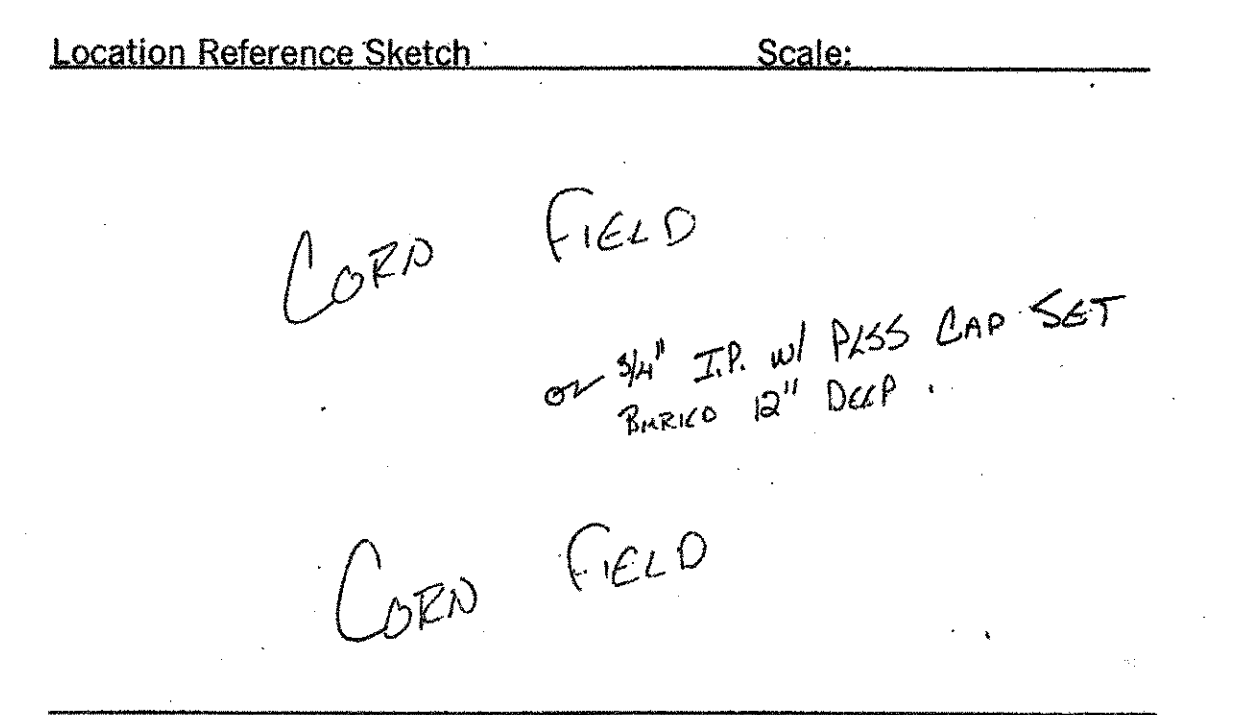 Location Reference Sketch Scale:
CORN FIELD
3/4" I.P. w/ PLSS CAP SET
BURIED 12" DEEP.
CORN FIELD